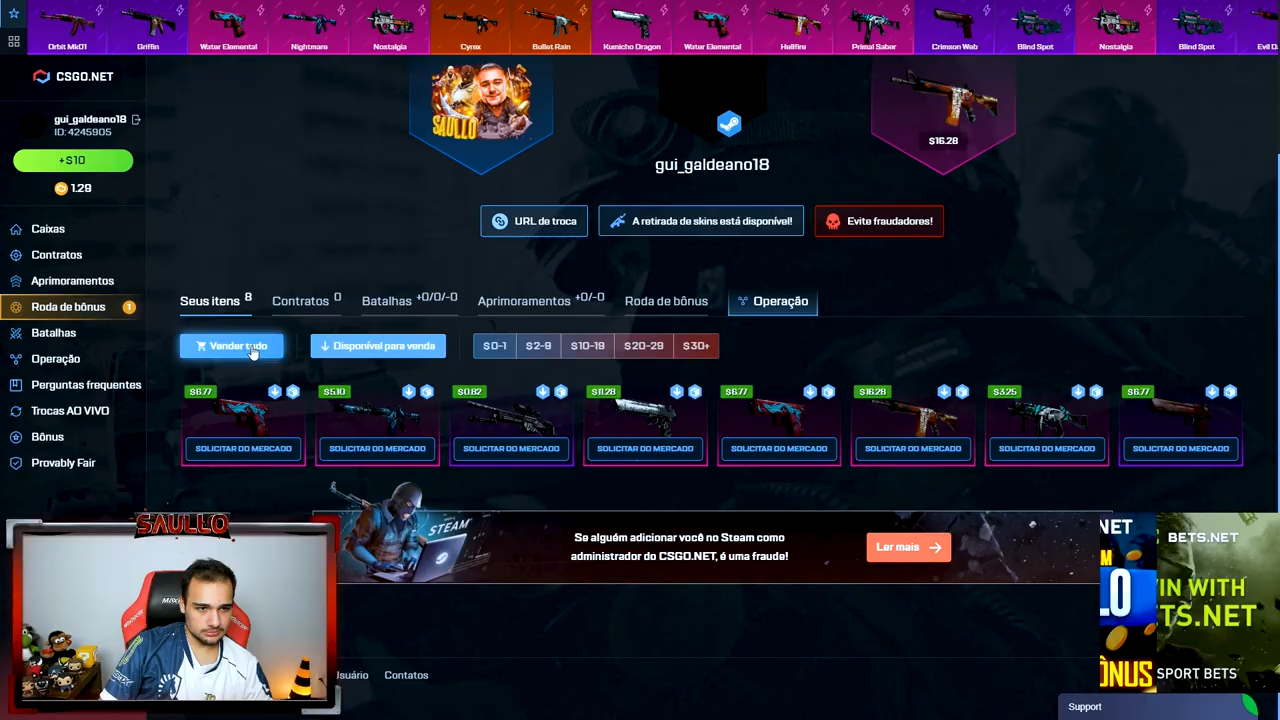 Orbit Mk01
Griffin
Water Elemental
Nightmare
Nostalgia
Cyrex
Bullet Rain
Kumicho Dragon
Water Elemental
Hellfire
Primal Saber
Crimson Web
Blind Spot
Nostalgia
Blind Spot
CSGO.NET
gui_galdeano18
ID: 4245905
+$10
1.29
Caixas
Contratos
Aprimoramentos
Roda de bônus 1
Batalhas
Operação
Perguntas frequentes
Trocas AO VIVO
Bônus
Provably Fair
SAULLO
$16.28
gui_galdeano18
URL de troca
A retirada de skins está disponível!
Evite fraudadores!
Seus itens 8
Contratos 0
Batalhas +0/0/-0
Aprimoramentos +0/-0
Roda de bônus
Operação
Vender tudo
Disponível para venda
$0-1
$2-9
$10-19
$20-29
$30+
$6.77
$5.10
$0.82
$11.28
$6.77
$16.28
$3.25
$6.77
SOLICITAR DO MERCADO
SOLICITAR DO MERCADO
SOLICITAR DO MERCADO
SOLICITAR DO MERCADO
SOLICITAR DO MERCADO
SOLICITAR DO MERCADO
SOLICITAR DO MERCADO
SOLICITAR DO MERCADO
STEAM
Se alguém adicionar você no Steam como
administrador do CSGO.NET, é uma fraude!
Ler mais
SAULLO
BETS.NET
WITH
SPORT BETS
Contatos
Support